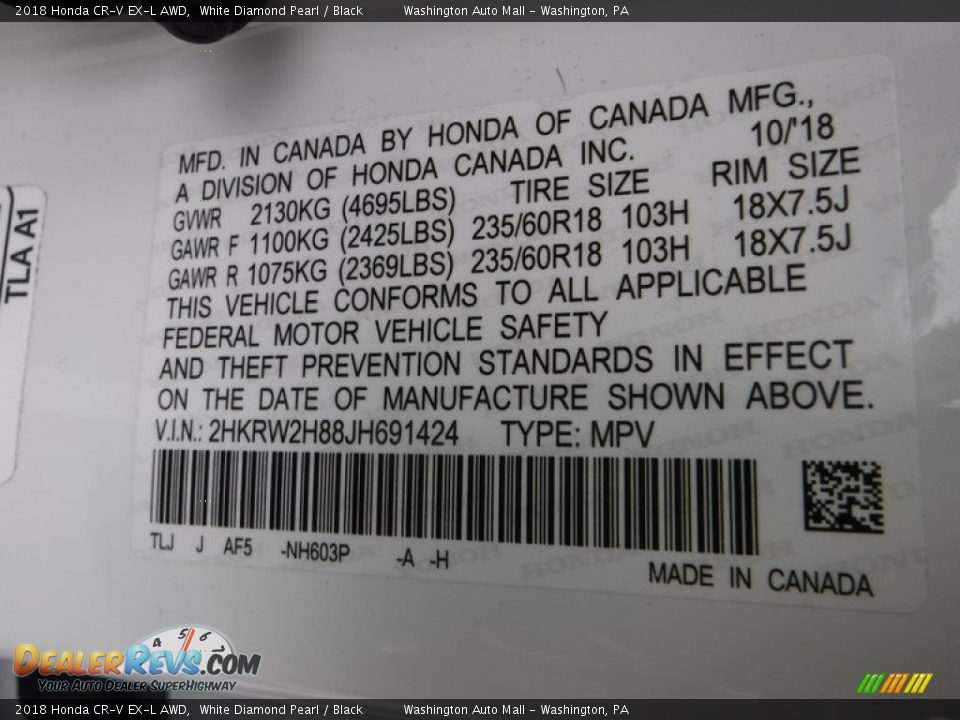 2018 Honda CR-V EX-L AWD, White Diamond Pearl / Black Washington Auto Mall - Washington, PA
MFD. IN CANADA BY HONDA OF CANADA MFG.,
A DIVISION OF HONDA CANADA INC. 10/'18
GVWR 2130KG (4695LBS) TIRE SIZE RIM SIZE
GAWR F 1100KG (2425LBS) 235/60R18 103H 18X7.5J
GAWR R 1075KG (2369LBS) 235/60R18 103H 18X7.5J
THIS VEHICLE CONFORMS TO ALL APPLICABLE
FEDERAL MOTOR VEHICLE SAFETY
AND THEFT PREVENTION STANDARDS IN EFFECT
ON THE DATE OF MANUFACTURE SHOWN ABOVE.
V.I.N.: 2HKRW2H88JH691424 TYPE: MPV
TLJ J AF5 -NH603P -A -H
MADE IN CANADA
TLA A1
4 5 6 7
DEALERREVS.COM
YOUR AUTO DEALER SUPERHIGHWAY
2018 Honda CR-V EX-L AWD, White Diamond Pearl / Black Washington Auto Mall - Washington, PA